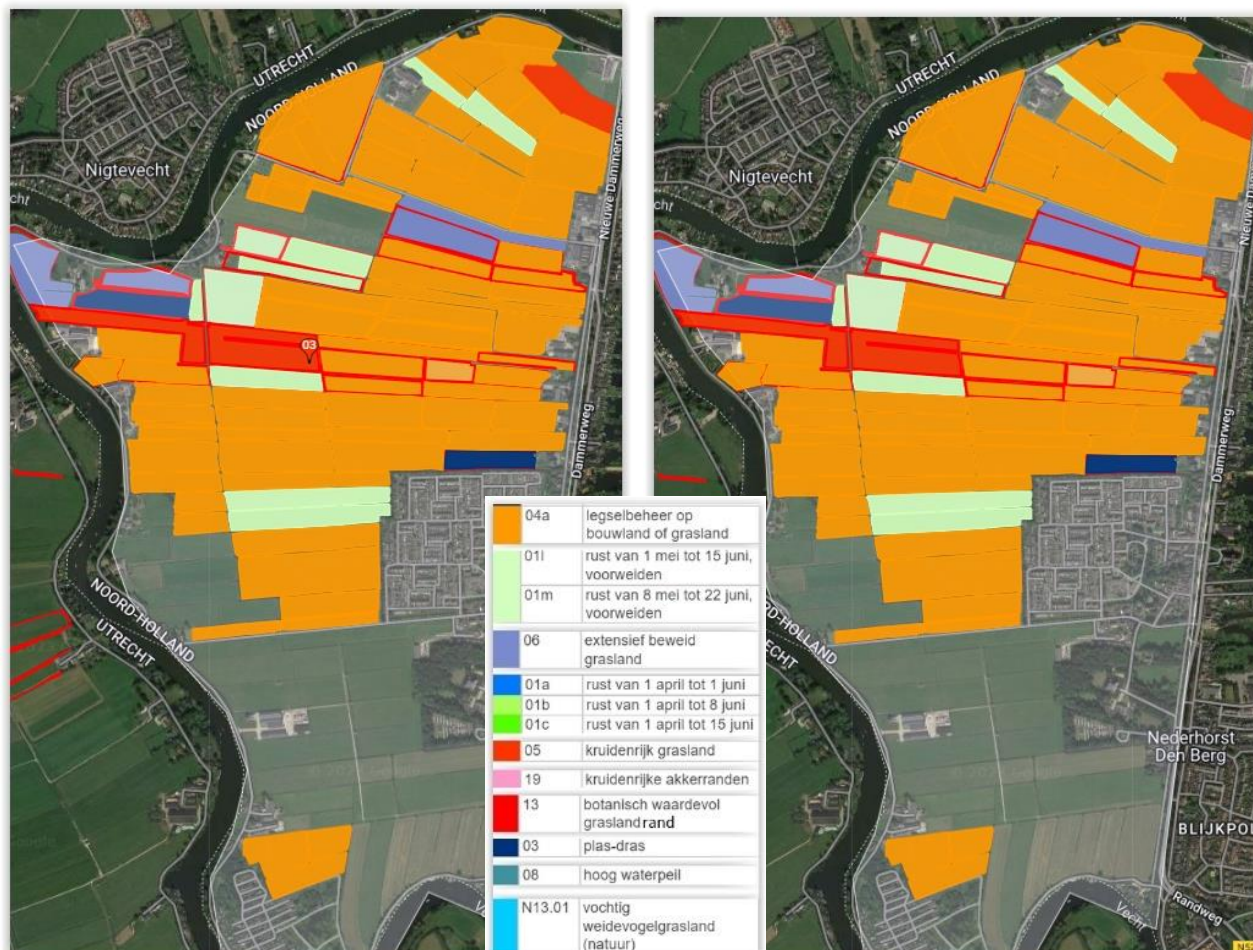 UTRECHT
NOORD-HOLLAND
Nigtevecht
Nieuwe Dammerweg
03
Dammerweg
NOORD-HOLLAND
UTRECHT
UTRECHT
NOORD-HOLLAND
Nigtevecht
Dammerweg
UTRECHT
Nederhorst
Den Berg
Randweg
Vecht
04a legselbeheer op
bouwland of grasland
01l rust van 1 mei tot 15 juni,
voorweiden
01m rust van 8 mei tot 22 juni,
voorweiden
06 extensief beweid
grasland
01a rust van 1 april tot 1 juni
01b rust van 1 april tot 8 juni
01c rust van 1 april tot 15 juni
05 kruidenrijk grasland
19 kruidenrijke akkerranden
13 botanisch waardevol
grasland rand
03 plas-dras
08 hoog waterpeil
N13.01 vochtig
weidevogelgrasland
(natuur)